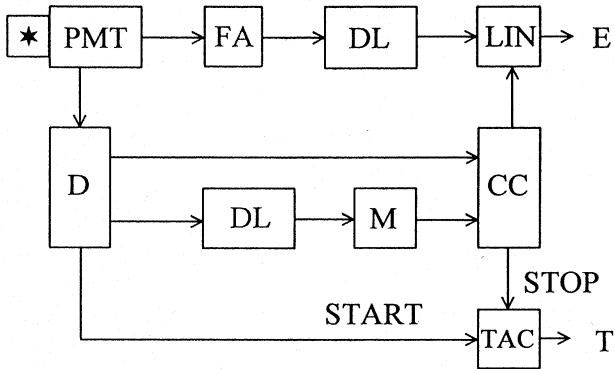 ★ PMT FA DL LIN E
D CC
DL M
STOP
START
TAC T